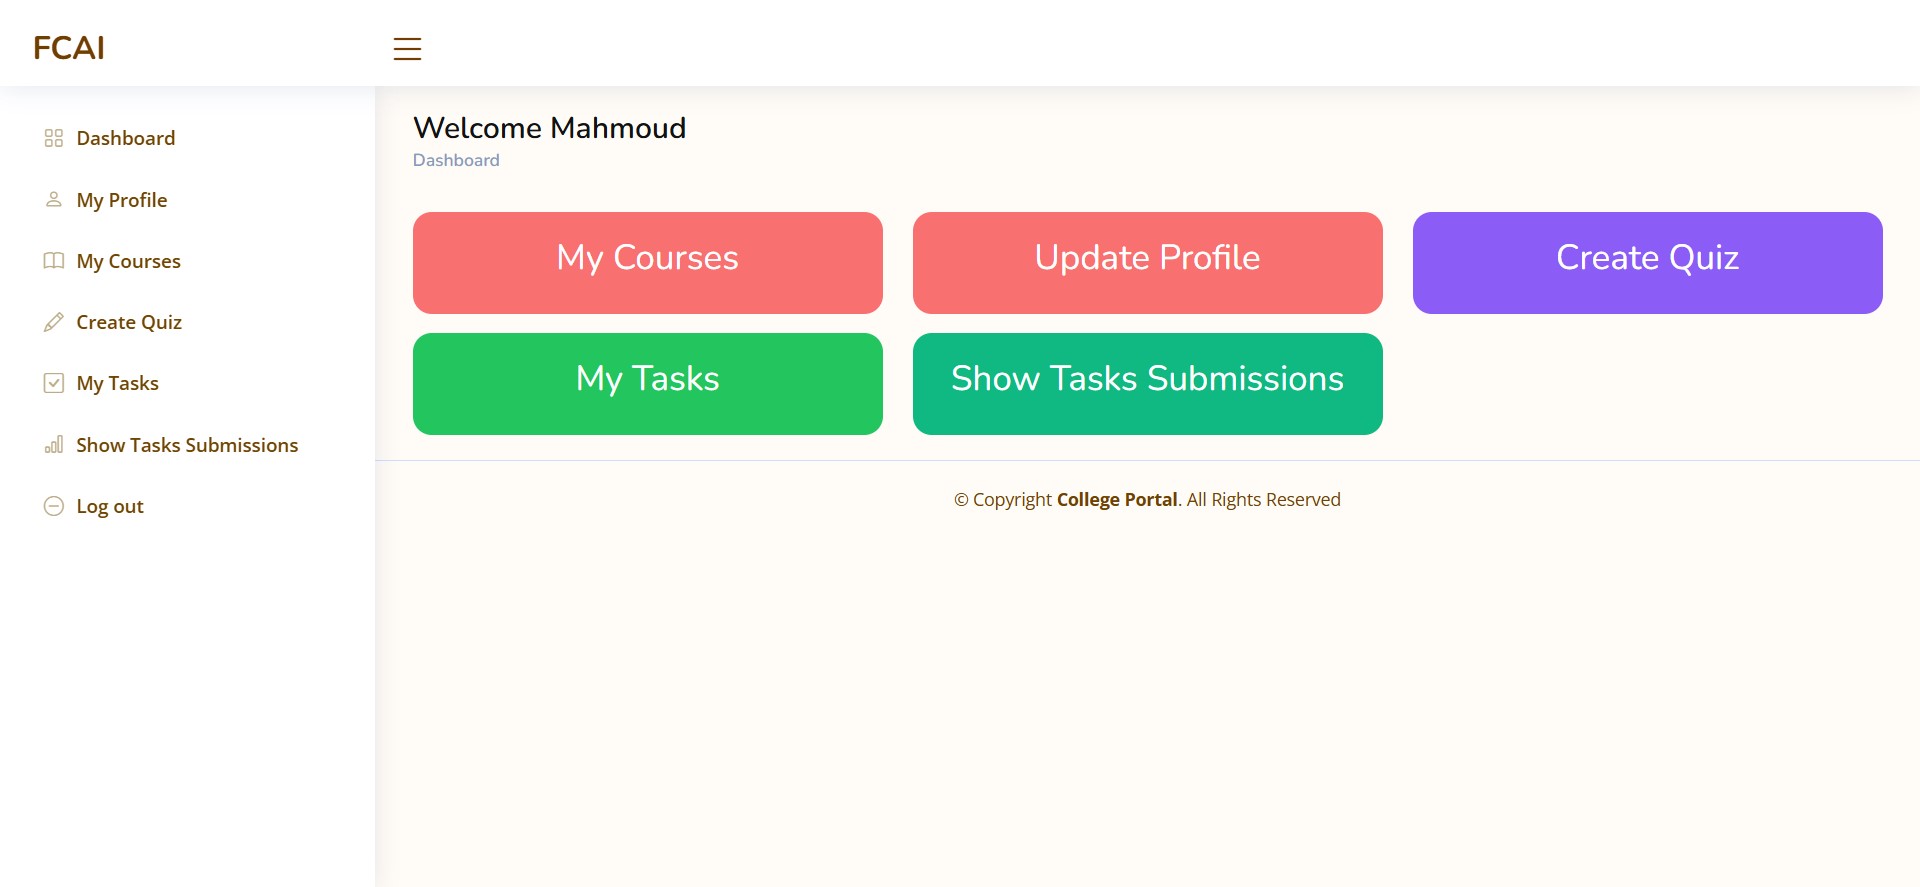 FCAI
Dashboard
My Profile
My Courses
Create Quiz
My Tasks
Show Tasks Submissions
Log out
Welcome Mahmoud
Dashboard
My Courses
Update Profile
Create Quiz
My Tasks
Show Tasks Submissions
© Copyright College Portal. All Rights Reserved